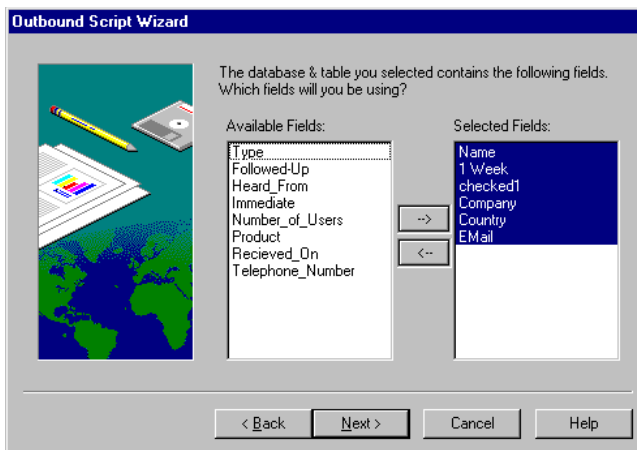 Outbound Script Wizard
The database & table you selected contains the following fields.
Which fields will you be using?
Available Fields:
Type
Followed-Up
Heard_From
Immediate
Number_of_Users
Product
Recieved_On
Telephone_Number
-->
<--
Selected Fields:
Name
1 Week
checked1
Company
Country
EMail
< Back
Next >
Cancel
Help